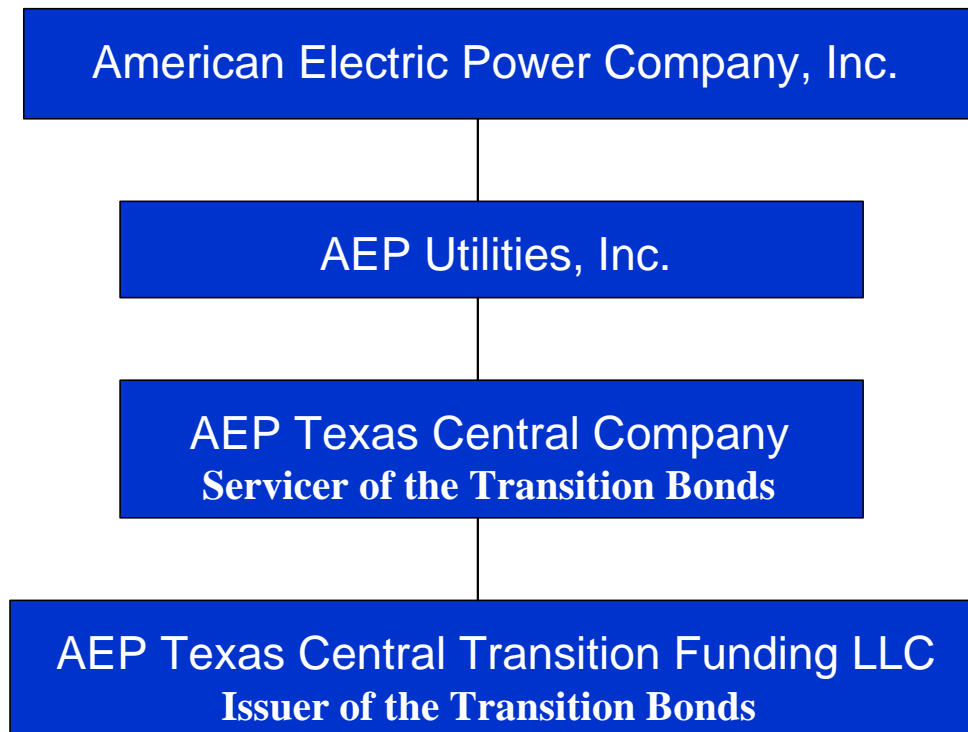 American Electric Power Company, Inc.
AEP Utilities, Inc.
AEP Texas Central Company
Servicer of the Transition Bonds
AEP Texas Central Transition Funding LLC
Issuer of the Transition Bonds